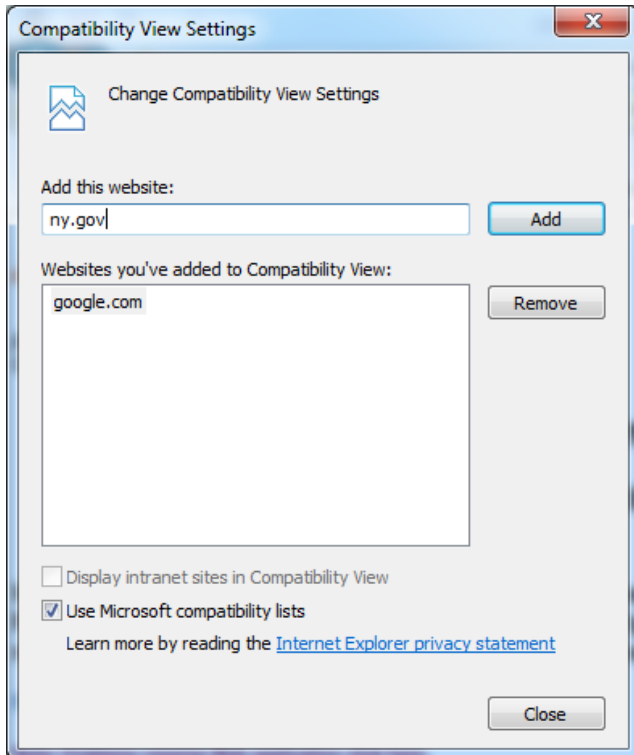 Compatibility View Settings
Change Compatibility View Settings
Add this website:
ny.gov
Add
Websites you've added to Compatibility View:
google.com
Remove
Display intranet sites in Compatibility View
Use Microsoft compatibility lists
Learn more by reading the Internet Explorer privacy statement
Close